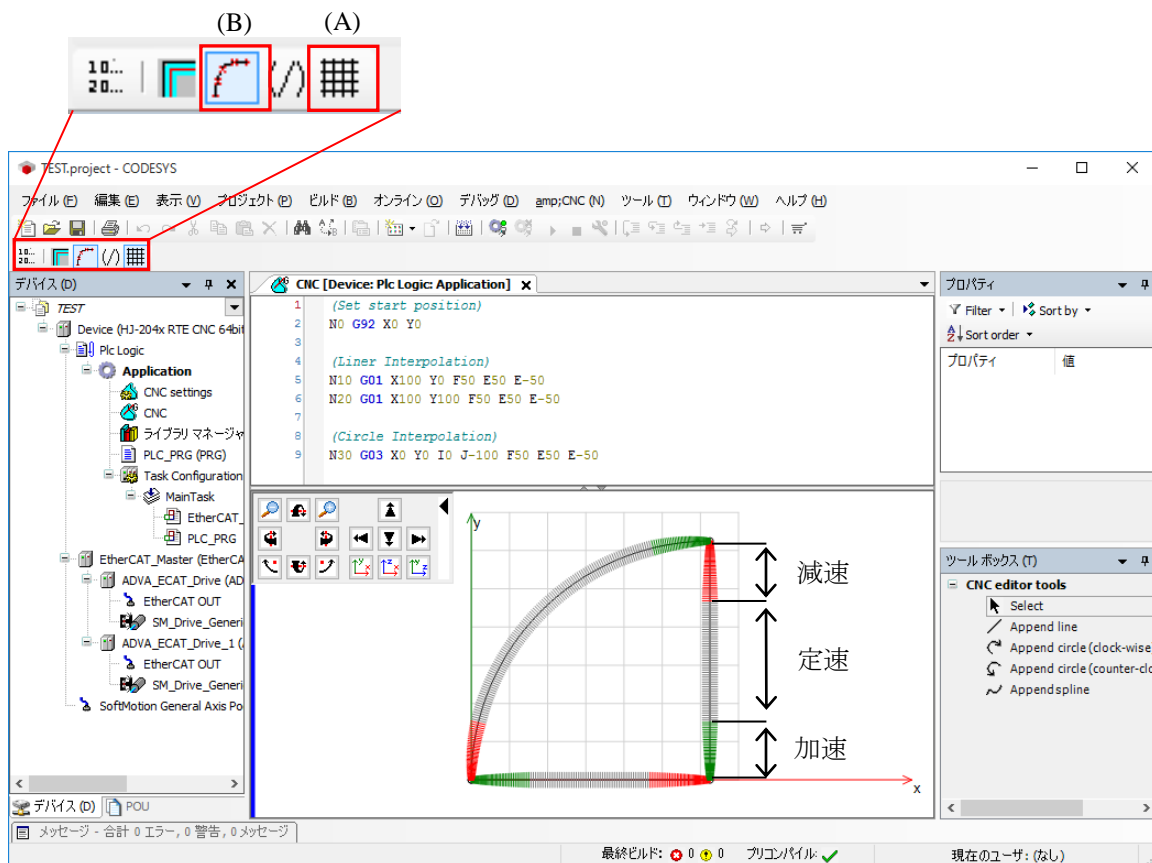 (B)
(A)
10...
20...
TEST.project - CODESYS
ファイル (F) 編集 (E) 表示 (V) プロジェクト (P) ビルド (B) オンライン (O) デバッグ (D) amp;CNC (N) ツール (T) ウィンドウ (W) ヘルプ (H)
デバイス (D)
TEST
Device (HJ-204x RTE CNC 64bit
Plc Logic
Application
CNC settings
CNC
ライブラリ マネージャ
PLC_PRG (PRG)
Task Configuration
MainTask
EtherCAT_
PLC_PRG
EtherCAT_Master (EtherCA
ADVA_ECAT_Drive (AD
EtherCAT OUT
SM_Drive_Generi
ADVA_ECAT_Drive_1 (A
EtherCAT OUT
SM_Drive_Generi
SoftMotion General Axis Po
デバイス (D) POU
CNC [Device: Plc Logic: Application]
1 (Set start position)
2 N0 G92 X0 Y0
3
4 (Liner Interpolation)
5 N10 G01 X100 Y0 F50 E50 E-50
6 N20 G01 X100 Y100 F50 E50 E-50
7
8 (Circle Interpolation)
9 N30 G03 X0 Y0 I0 J-100 F50 E50 E-50
y
減速
定速
加速
x
プロパティ
Filter Sort by
Sort order
プロパティ 値
ツール ボックス (T)
CNC editor tools
Select
Append line
Append circle (clock-wise)
Append circle (counter-clo
Append spline
メッセージ - 合計 0 エラー, 0 警告, 0 メッセージ
最終ビルド: 0 0 プリコンパイル: 現在のユーザ: (なし)